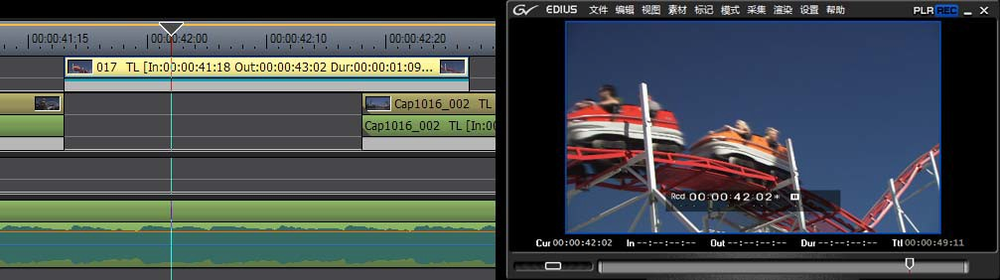 00:00:41:15 00:00:42:00 00:00:42:10 00:00:42:20
017 TL [In:00:00:41:18 Out:00:00:43:02 Dur:00:00:01:09...
Cap1016_002 TL
Cap1016_002 TL [In:00
EDIUS 文件 编辑 视图 素材 标记 模式 采集 渲染 设置 帮助 PLR REC
Rcd 00:00:42:02*
Cur 00:00:42:02 In --:--:--:-- Out --:--:--:-- Dur --:--:--:-- Ttl 00:00:49:11